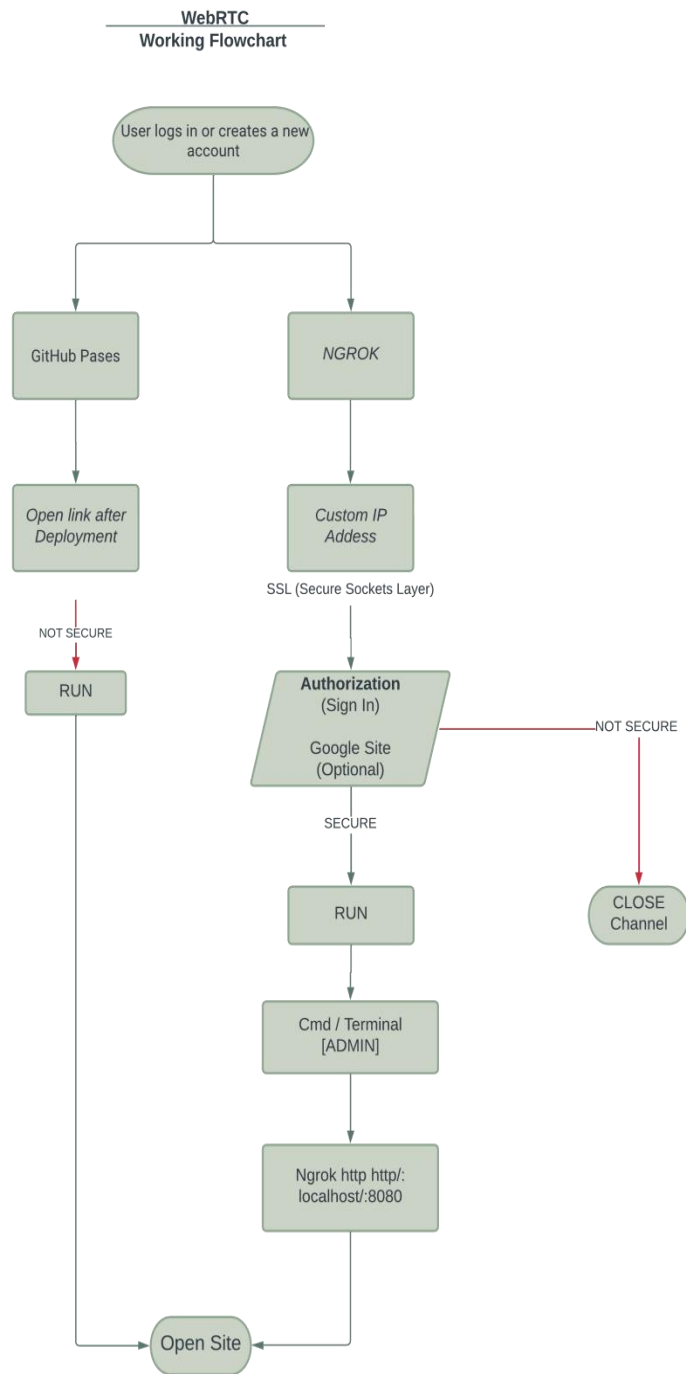 WebRTC
Working Flowchart
User logs in or creates a new
account
GitHub Pases
NGROK
Open link after
Deployment
Custom IP
Addess
SSL (Secure Sockets Layer)
NOT SECURE
RUN
Authorization
(Sign In)
Google Site
(Optional)
NOT SECURE
SECURE
RUN
CLOSE
Channel
Cmd / Terminal
[ADMIN]
Ngrok http http/:
localhost/:8080
Open Site